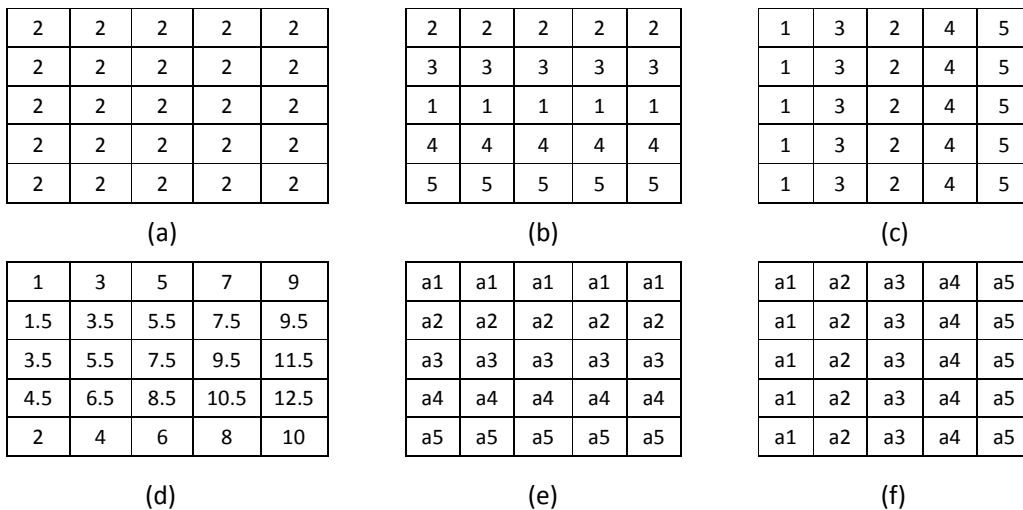 2 2 2 2 2 2 2 2 2 2 1 3 2 4 5
2 2 2 2 2 3 3 3 3 3 1 3 2 4 5
2 2 2 2 2 1 1 1 1 1 1 3 2 4 5
2 2 2 2 2 4 4 4 4 4 1 3 2 4 5
2 2 2 2 2 5 5 5 5 5 1 3 2 4 5
(a) (b) (c)
1 3 5 7 9 a1 a1 a1 a1 a1 a1 a2 a3 a4 a5
1.5 3.5 5.5 7.5 9.5 a2 a2 a2 a2 a2 a1 a2 a3 a4 a5
3.5 5.5 7.5 9.5 11.5 a3 a3 a3 a3 a3 a1 a2 a3 a4 a5
4.5 6.5 8.5 10.5 12.5 a4 a4 a4 a4 a4 a1 a2 a3 a4 a5
2 4 6 8 10 a5 a5 a5 a5 a5 a1 a2 a3 a4 a5
(d) (e) (f)